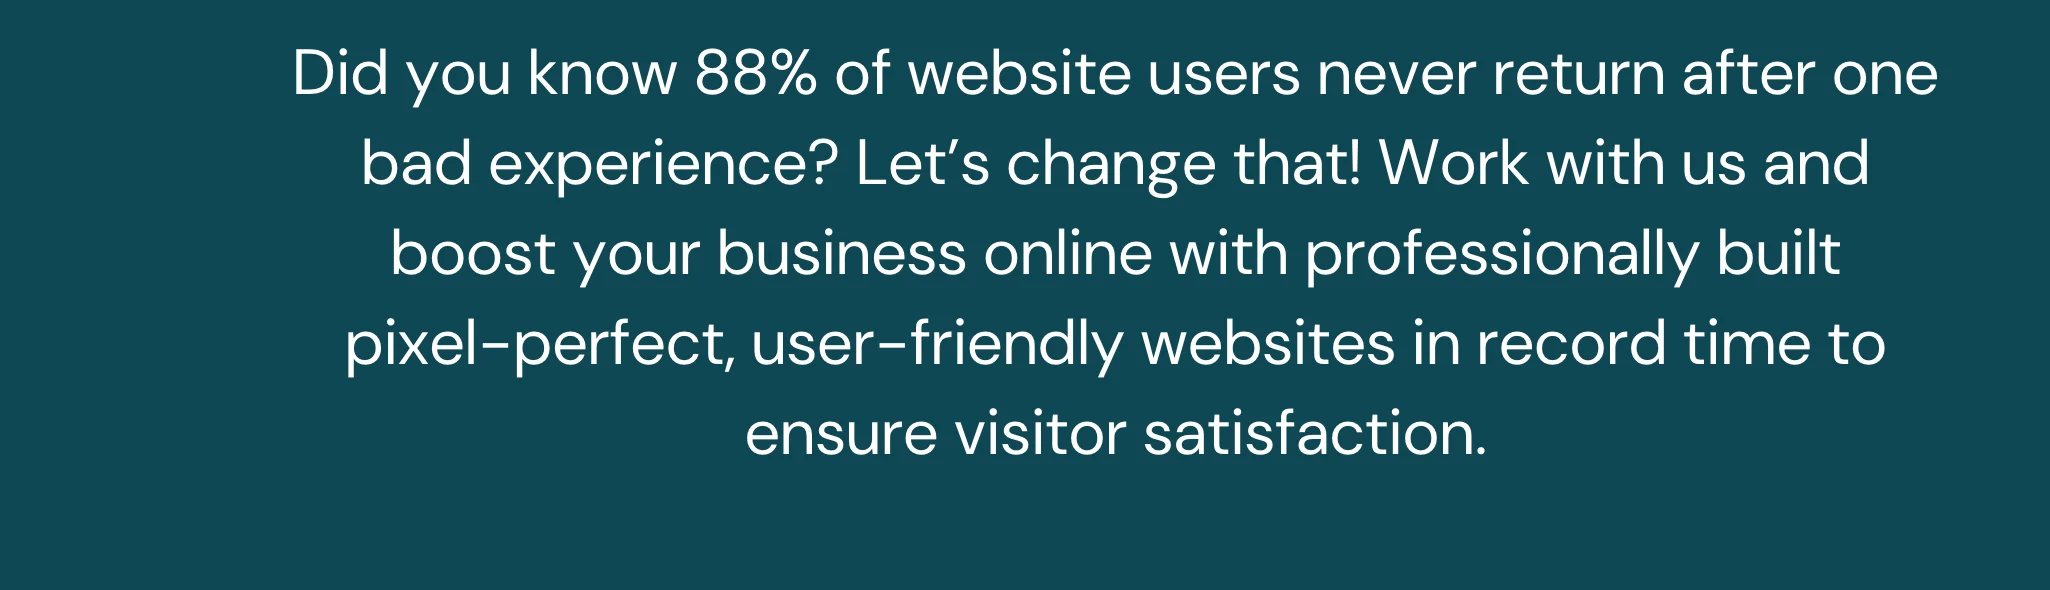 Did you know 88% of website users never return after one
bad experience? Let’s change that! Work with us and
boost your business online with professionally built
pixel-perfect, user-friendly websites in record time to
ensure visitor satisfaction.